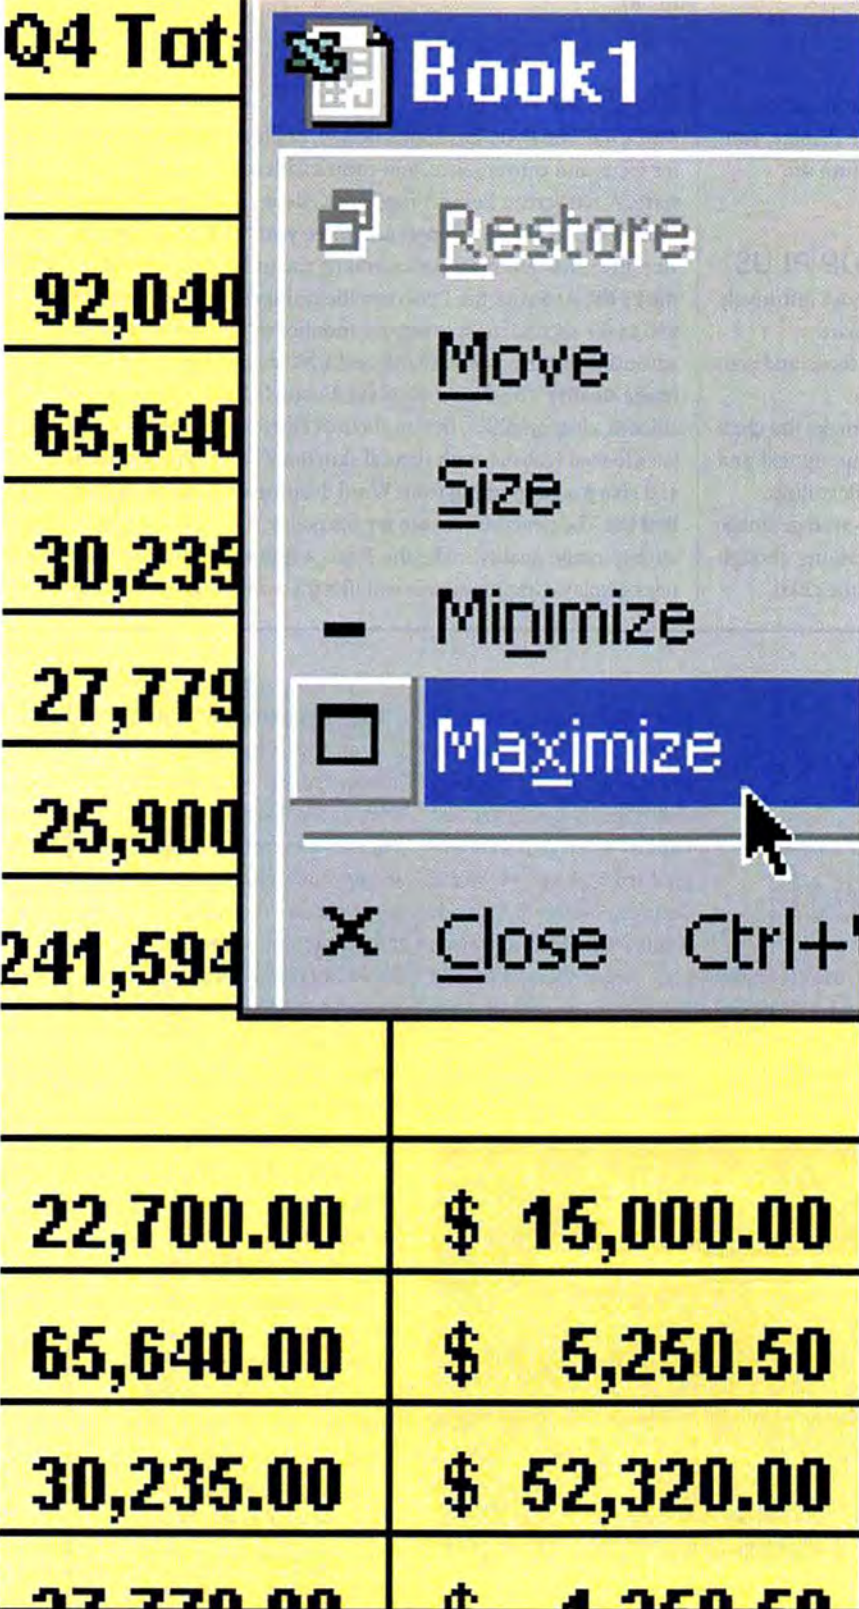 Q4 Tot
92,040
65,640
30,235
27,779
25,900
241,594
Book1
Restore
Move
Size
Minimize
Maximize
Close Ctrl+
22,700.00 $ 15,000.00
65,640.00 $ 5,250.50
30,235.00 $ 52,320.00